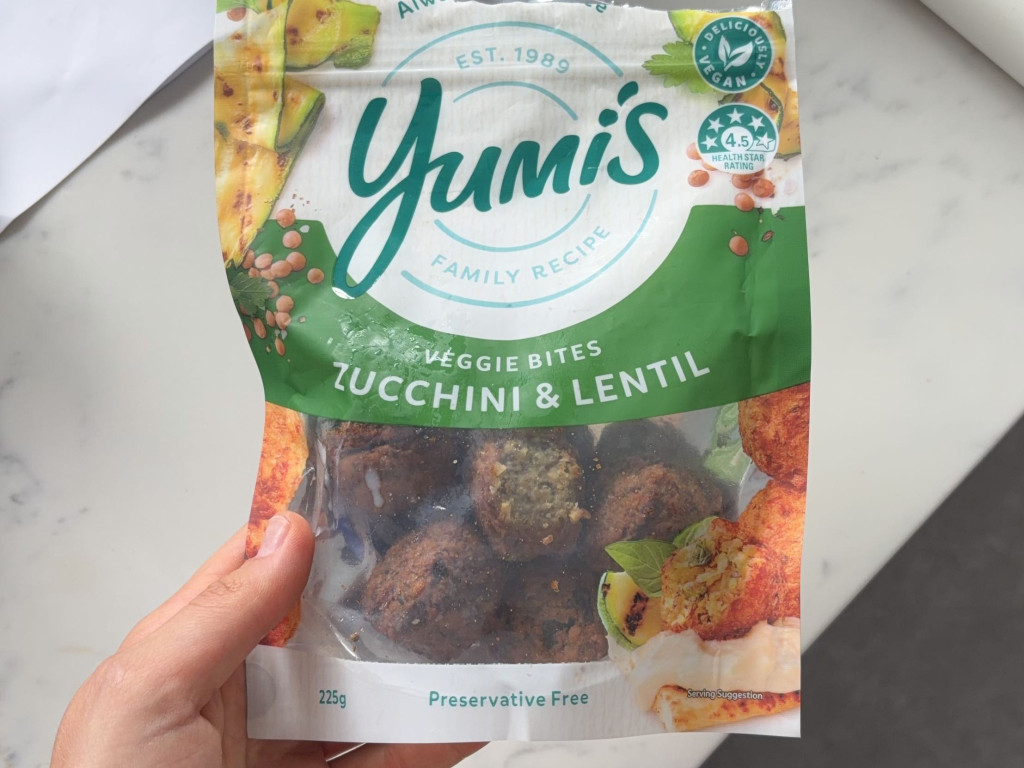 EST. 1989
Yumi's
FAMILY RECIPE
DELICIOUSLY
VEGAN
4.5
HEALTH STAR
RATING
VEGGIE BITES
ZUCCHINI & LENTIL
225g
Preservative Free
Serving Suggestion